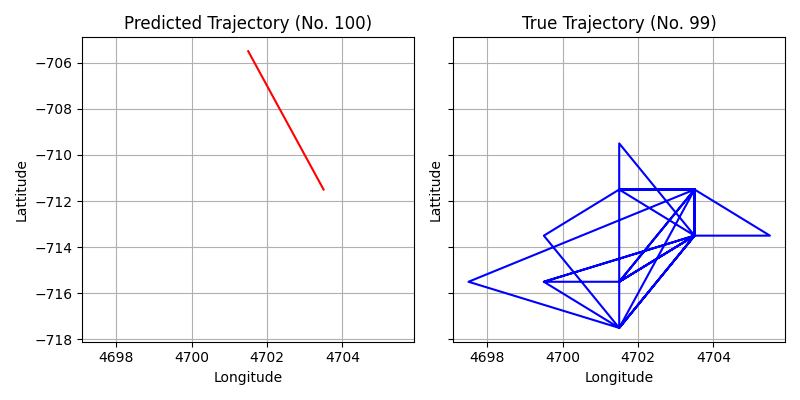 Predicted Trajectory (No. 100)
True Trajectory (No. 99)
Lattitude
−706
−708
−710
−712
−714
−716
−718
4698
4700
4702
4704
Longitude
Lattitude
4698
4700
4702
4704
Longitude